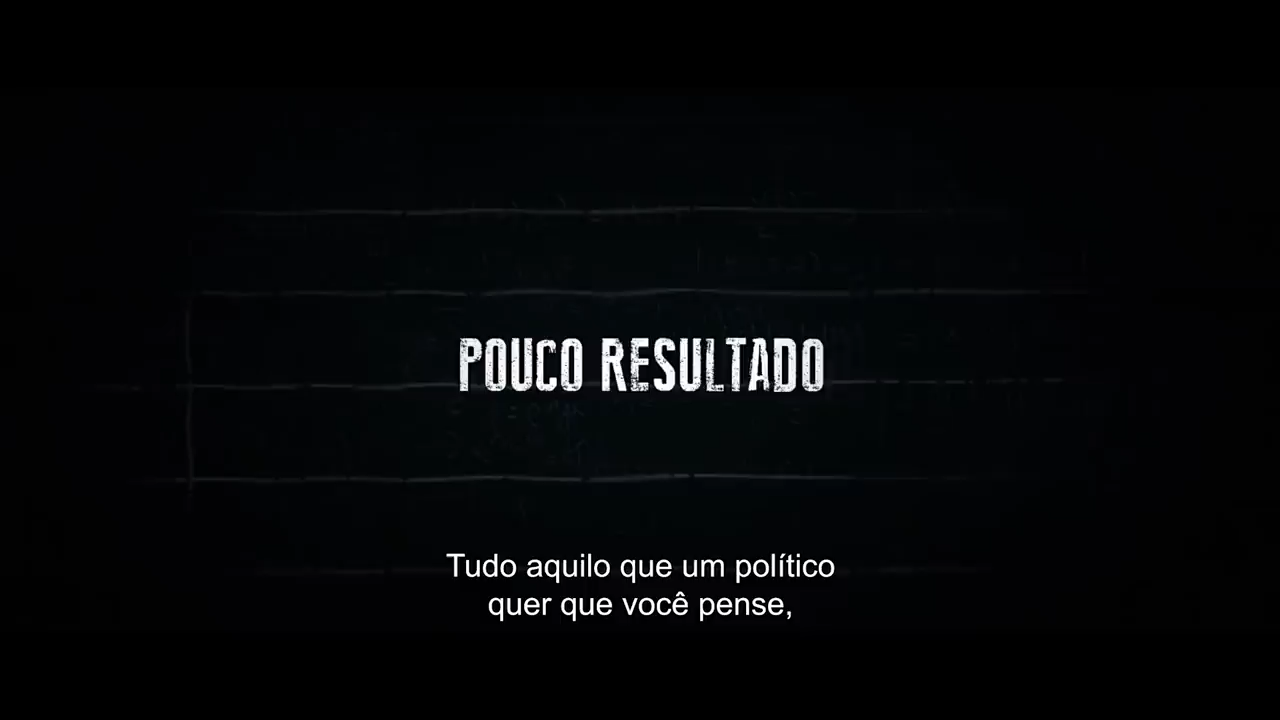 POUCO RESULTADO
Tudo aquilo que um político
quer que você pense,